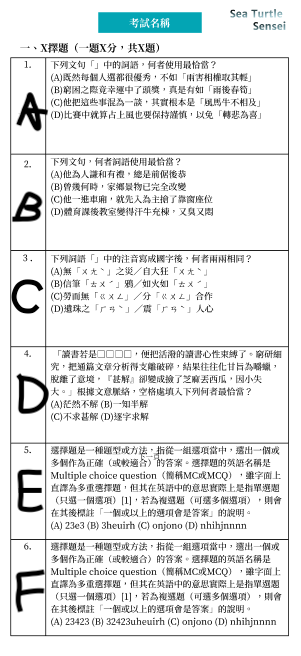 考試名稱
Sea Turtle
Sensei
一、X擇題（一題X分，共X題）
1.
A
下列文句「」中的詞語，何者使用最恰當？
(A)既然每個人選都很優秀，不如「兩害相權取其輕」
(B)窮困之際竟幸運中了頭獎，真是有如「雨後春筍」
(C)他把這些事混為一談，其實根本是「風馬牛不相及」
(D)比賽中就算占上風也要保持謹慎，以免「轉悲為喜」
2.
B
下列文句，何者詞語使用最恰當？
(A)他為人謙和有禮，總是前倨後恭
(B)曾幾何時，家鄉景物已完全改變
(C)他一進車廂，就先入為主搶了靠窗座位
(D)體育課後教室變得汗牛充棟，又臭又悶
3.
C
下列詞語「」中的注音寫成國字後，何者兩兩相同？
(A)無「ㄨㄤˋ」之災／自大狂「ㄨㄤˋ」
(B)信筆「ㄊㄨˊ」鴉／如火如「ㄊㄨˊ」
(C)勞而無「ㄍㄨㄥ」／分「ㄍㄨㄥ」合作
(D)遺珠之「ㄏㄢˋ」／震「ㄏㄢˋ」人心
4.
D
「讀書若是□□□□，便把活潑的讀書心性束縛了。窮研細
究，把通篇文章分析得支離破碎，結果往往化甘旨為嚼蠟，
脫離了意境，『甚解』卻變成撿了芝麻丟西瓜，因小失
大。」根據文意脈絡，空格處填入下列何者最恰當？
(A)茫然不解 (B)一知半解
(C)不求甚解 (D)逐字求解
5.
E
選擇題是一種題型或方法，指從一組選項當中，選出一個或
多個作為正確（或較適合）的答案。選擇題的英語名稱是
Multiple choice question（簡稱MC或MCQ），雖字面上
直譯為多重選擇題，但其在英語中的意思實際上是指單選題
（只選一個選項）[1]，若為複選題（可選多個選項），則會
在其後標註「一個或以上的選項會是答案」的說明。
(A) 23e3 (B) 3heuirh (C) onjono (D) nhihjnnnn
6.
F
選擇題是一種題型或方法，指從一組選項當中，選出一個或
多個作為正確（或較適合）的答案。選擇題的英語名稱是
Multiple choice question（簡稱MC或MCQ），雖字面上
直譯為多重選擇題，但其在英語中的意思實際上是指單選題
（只選一個選項）[1]，若為複選題（可選多個選項），則會
在其後標註「一個或以上的選項會是答案」的說明。
(A) 23423 (B) 32423uheuirh (C) onjono (D) nhihjnnnn